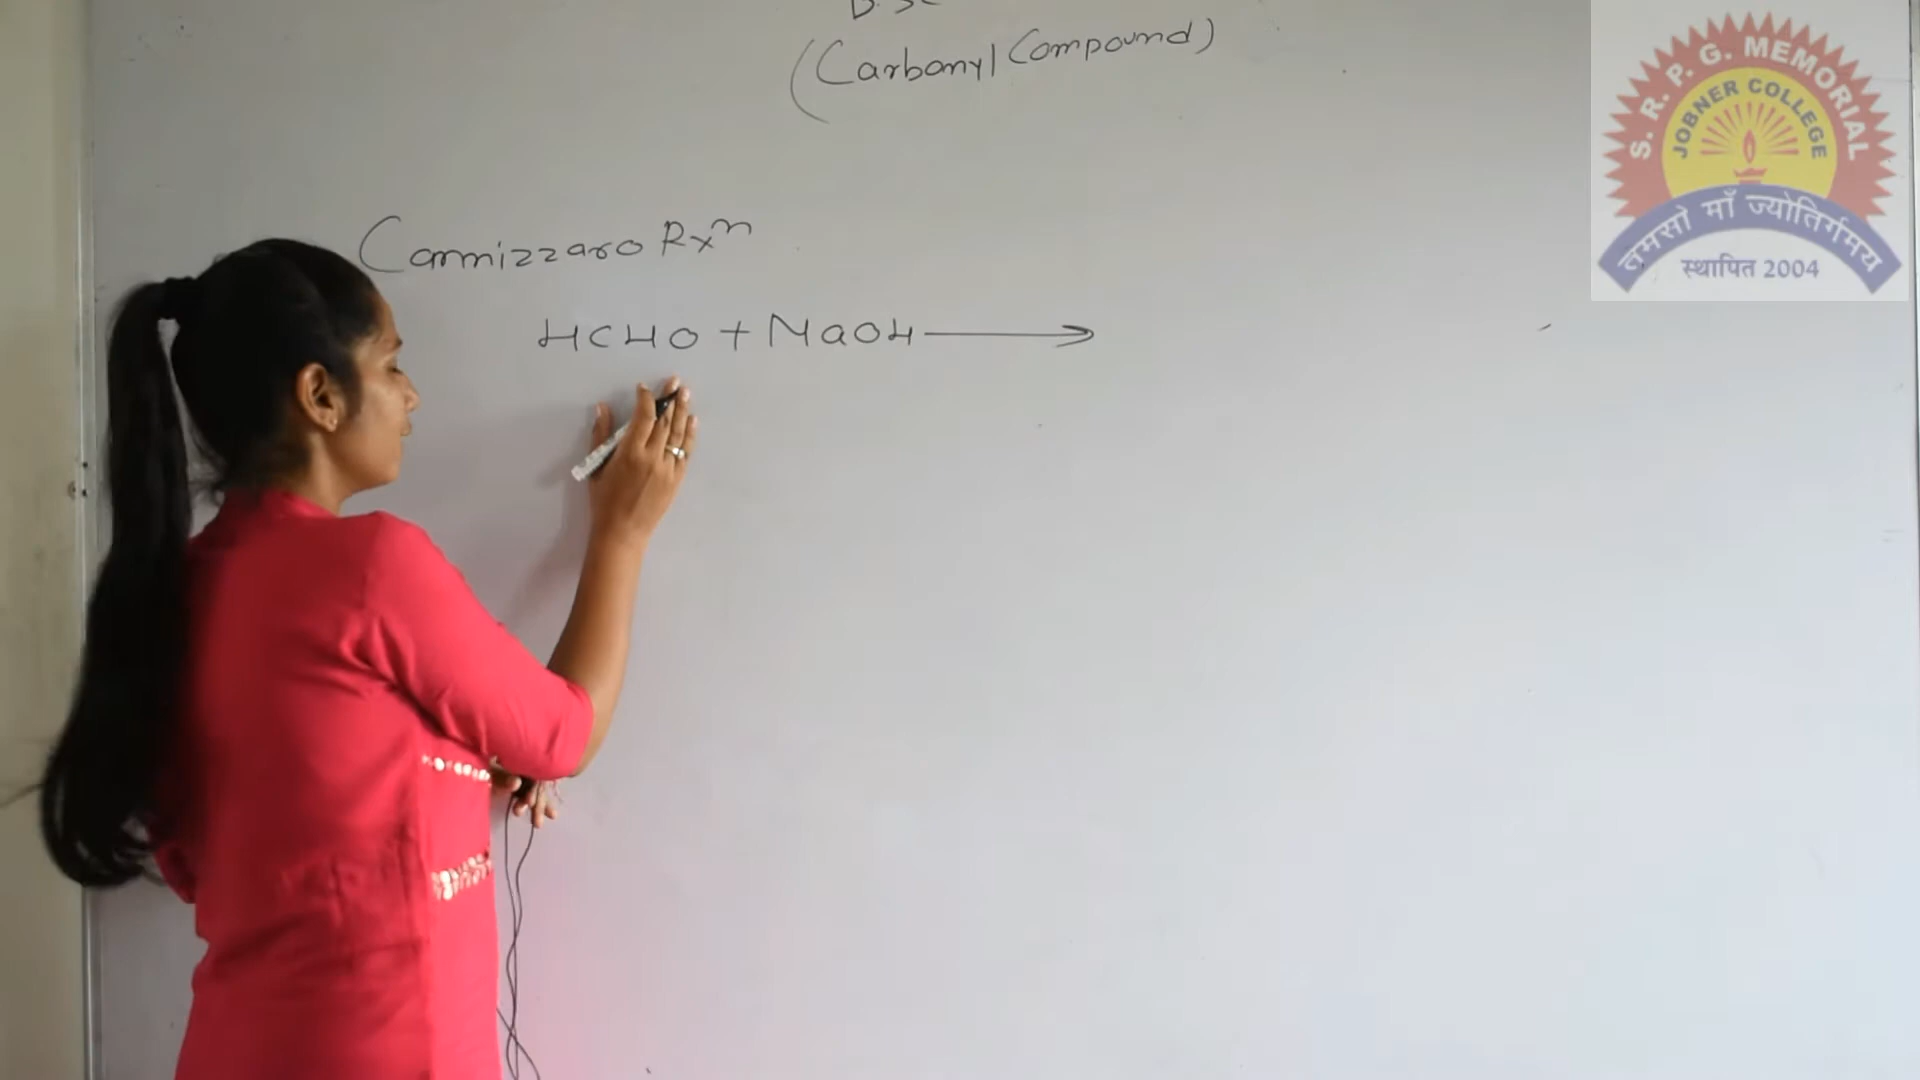 (Carbonyl Compound)
Cannizzaro Rxn
HCHO + NaOH ⟶
S. R. P. G. MEMORIAL
JOBNER COLLEGE
तमसो माँ ज्योतिर्गमय
स्थापित 2004